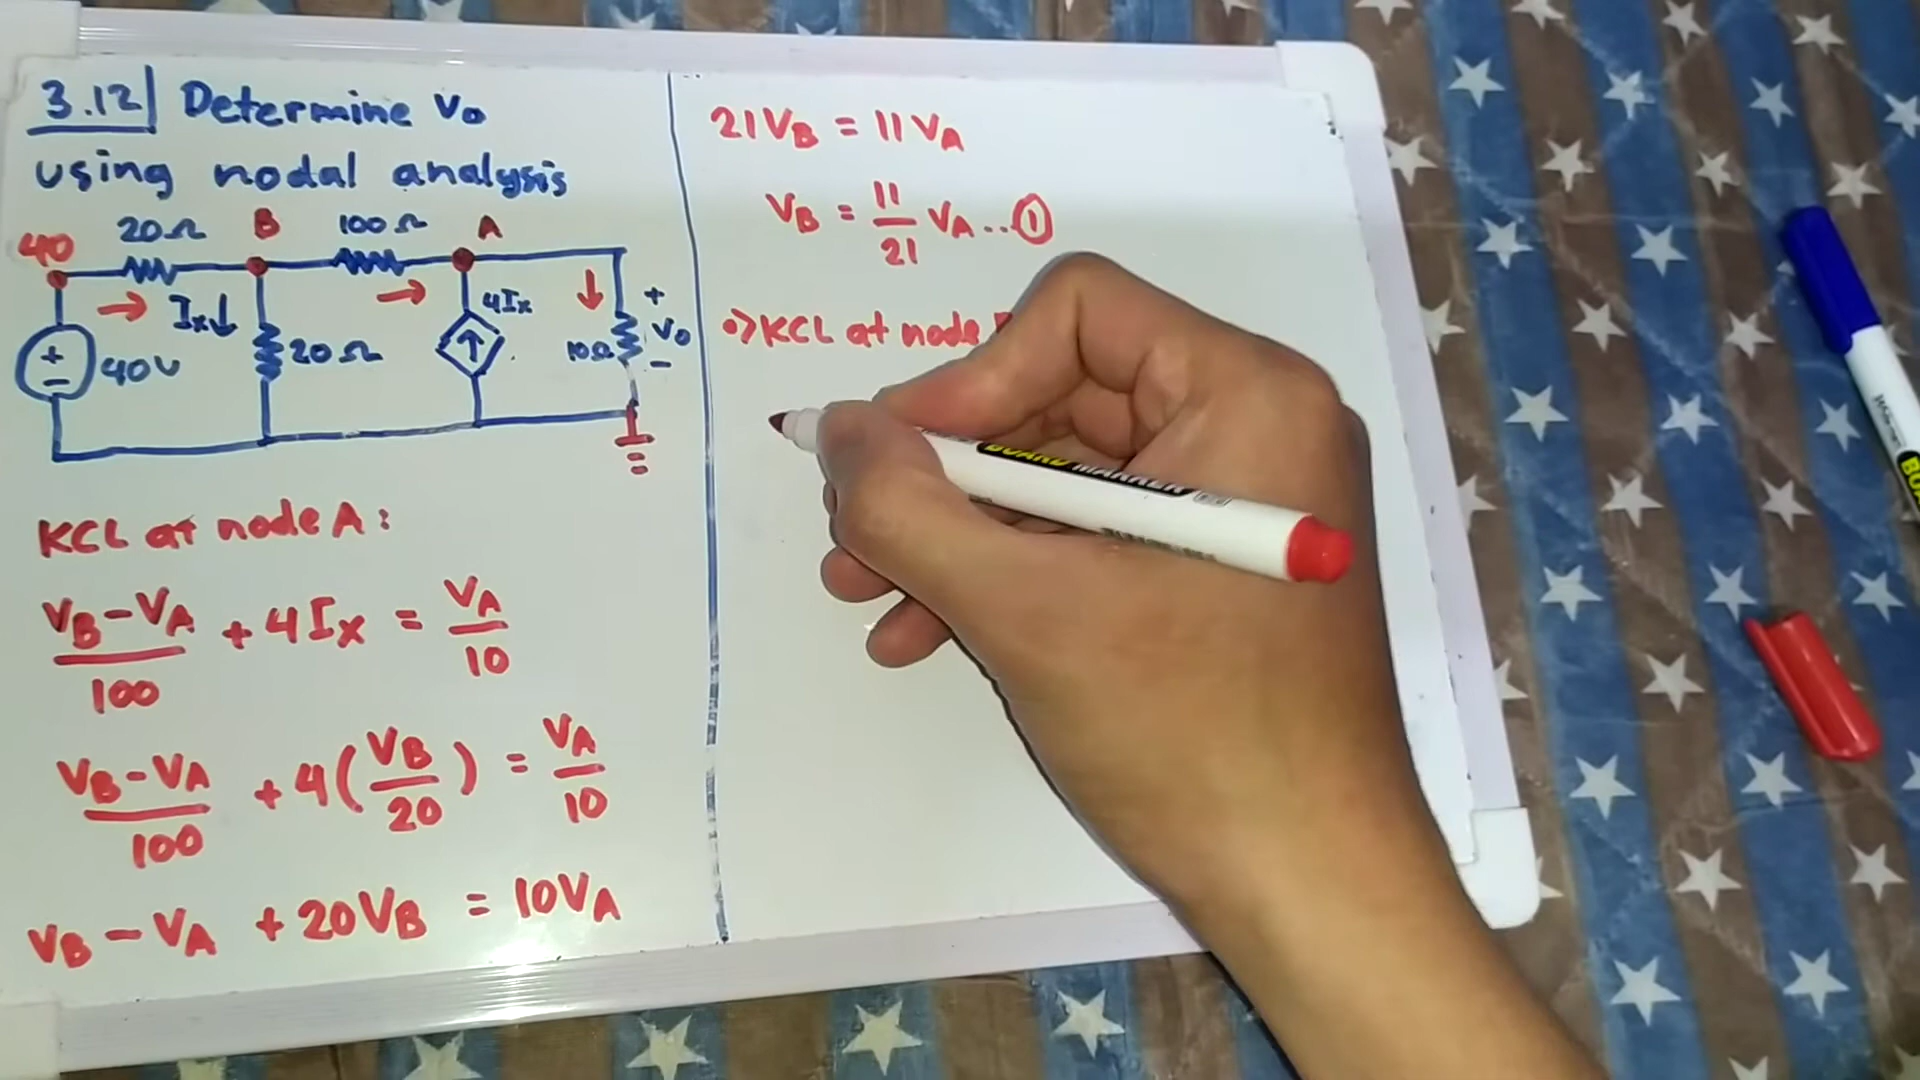 3.12 Determine Vo
using nodal analysis
20Ω B 100Ω A
40
Ix 4Ix + Vo -
+ - 40V 20Ω 10Ω
KCL at node A:
(VB-VA)/100 + 4Ix = VA/10
(VB-VA)/100 + 4(VB/20) = VA/10
VB - VA + 20VB = 10VA
21VB = 11VA
VB = 11/21 VA ...①
•> KCL at node
BOARD MARKER